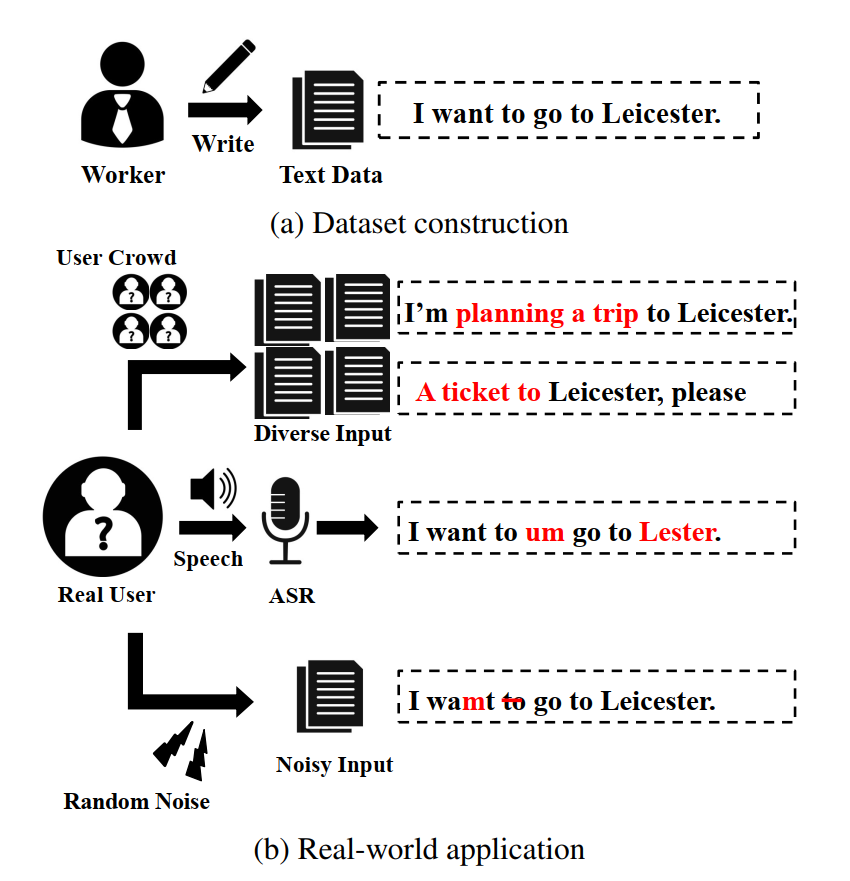 I want to go to Leicester.
Write
Worker
Text Data
(a) Dataset construction
User Crowd
? ?
? ?
I'm planning a trip to Leicester.
A ticket to Leicester, please
Diverse Input
?
I want to um go to Lester.
Speech
Real User
ASR
I wamt to go to Leicester.
Noisy Input
Random Noise
(b) Real-world application